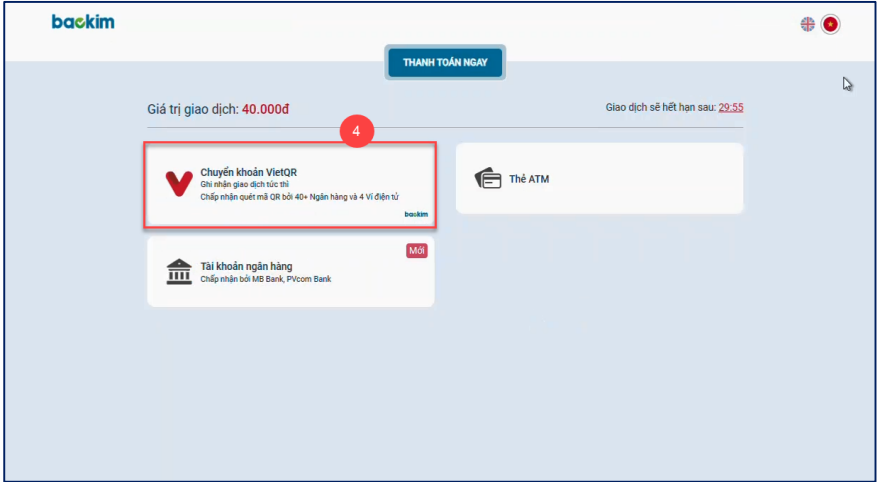 baokim
THANH TOÁN NGAY
Giá trị giao dịch: 40.000đ
Giao dịch sẽ hết hạn sau: 29:55
4
Chuyển khoản VietQR
Ghi nhận giao dịch tức thì
Chấp nhận quét mã QR bởi 40+ Ngân hàng và 4 Ví điện tử
baokim
Thẻ ATM
Mới
Tài khoản ngân hàng
Chấp nhận bởi MB Bank, PVcom Bank